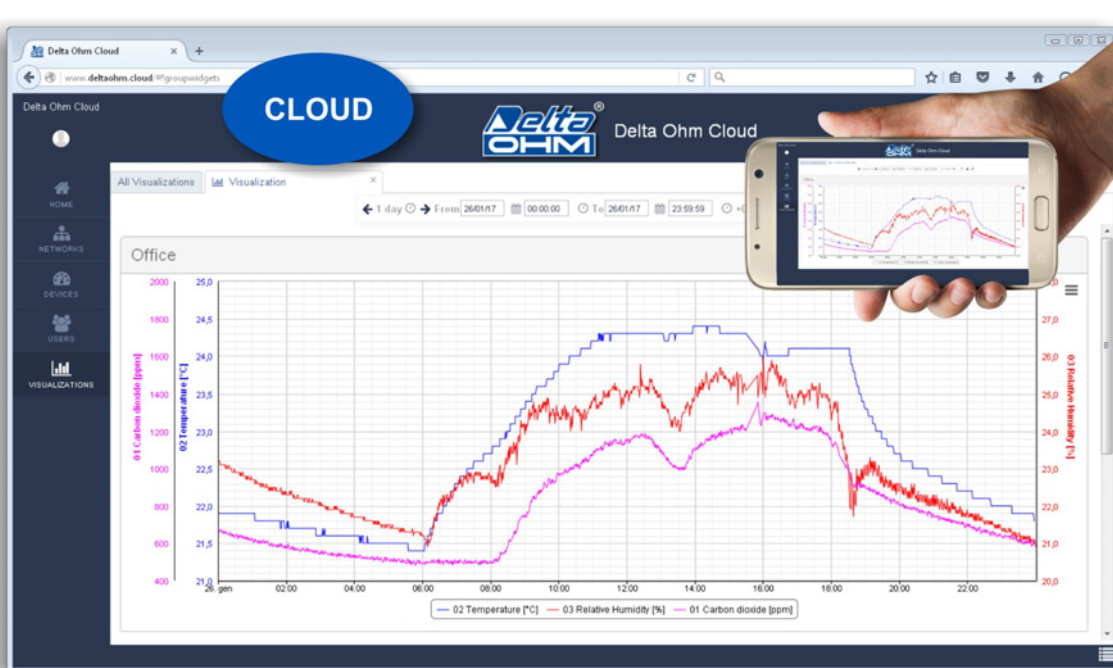 Delta Ohm Cloud
www.deltaohm.cloud/#!groupwidgets
Delta Ohm Cloud
CLOUD
Delta OHM ®
Delta Ohm Cloud
HOME
NETWORKS
DEVICES
USERS
VISUALIZATIONS
All Visualizations Visualization
1 day From 26/01/17 00:00:00 To 26/01/17 23:59:59
Office
01 Carbon dioxide [ppm]
2000
1800
1600
1400
1200
1000
800
600
400
02 Temperature [°C]
25,0
24,5
24,0
23,5
23,0
22,5
22,0
21,5
21,0
27,0
26,0
25,0
24,0
23,0
22,0
21,0
20,0
03 Relative Humidity [%]
26. gen 02:00 04:00 06:00 08:00 10:00 12:00 14:00 16:00 18:00 20:00 22:00
02 Temperature [°C] 03 Relative Humidity [%] 01 Carbon dioxide [ppm]
Delta OHM
Delta Ohm Cloud
Office